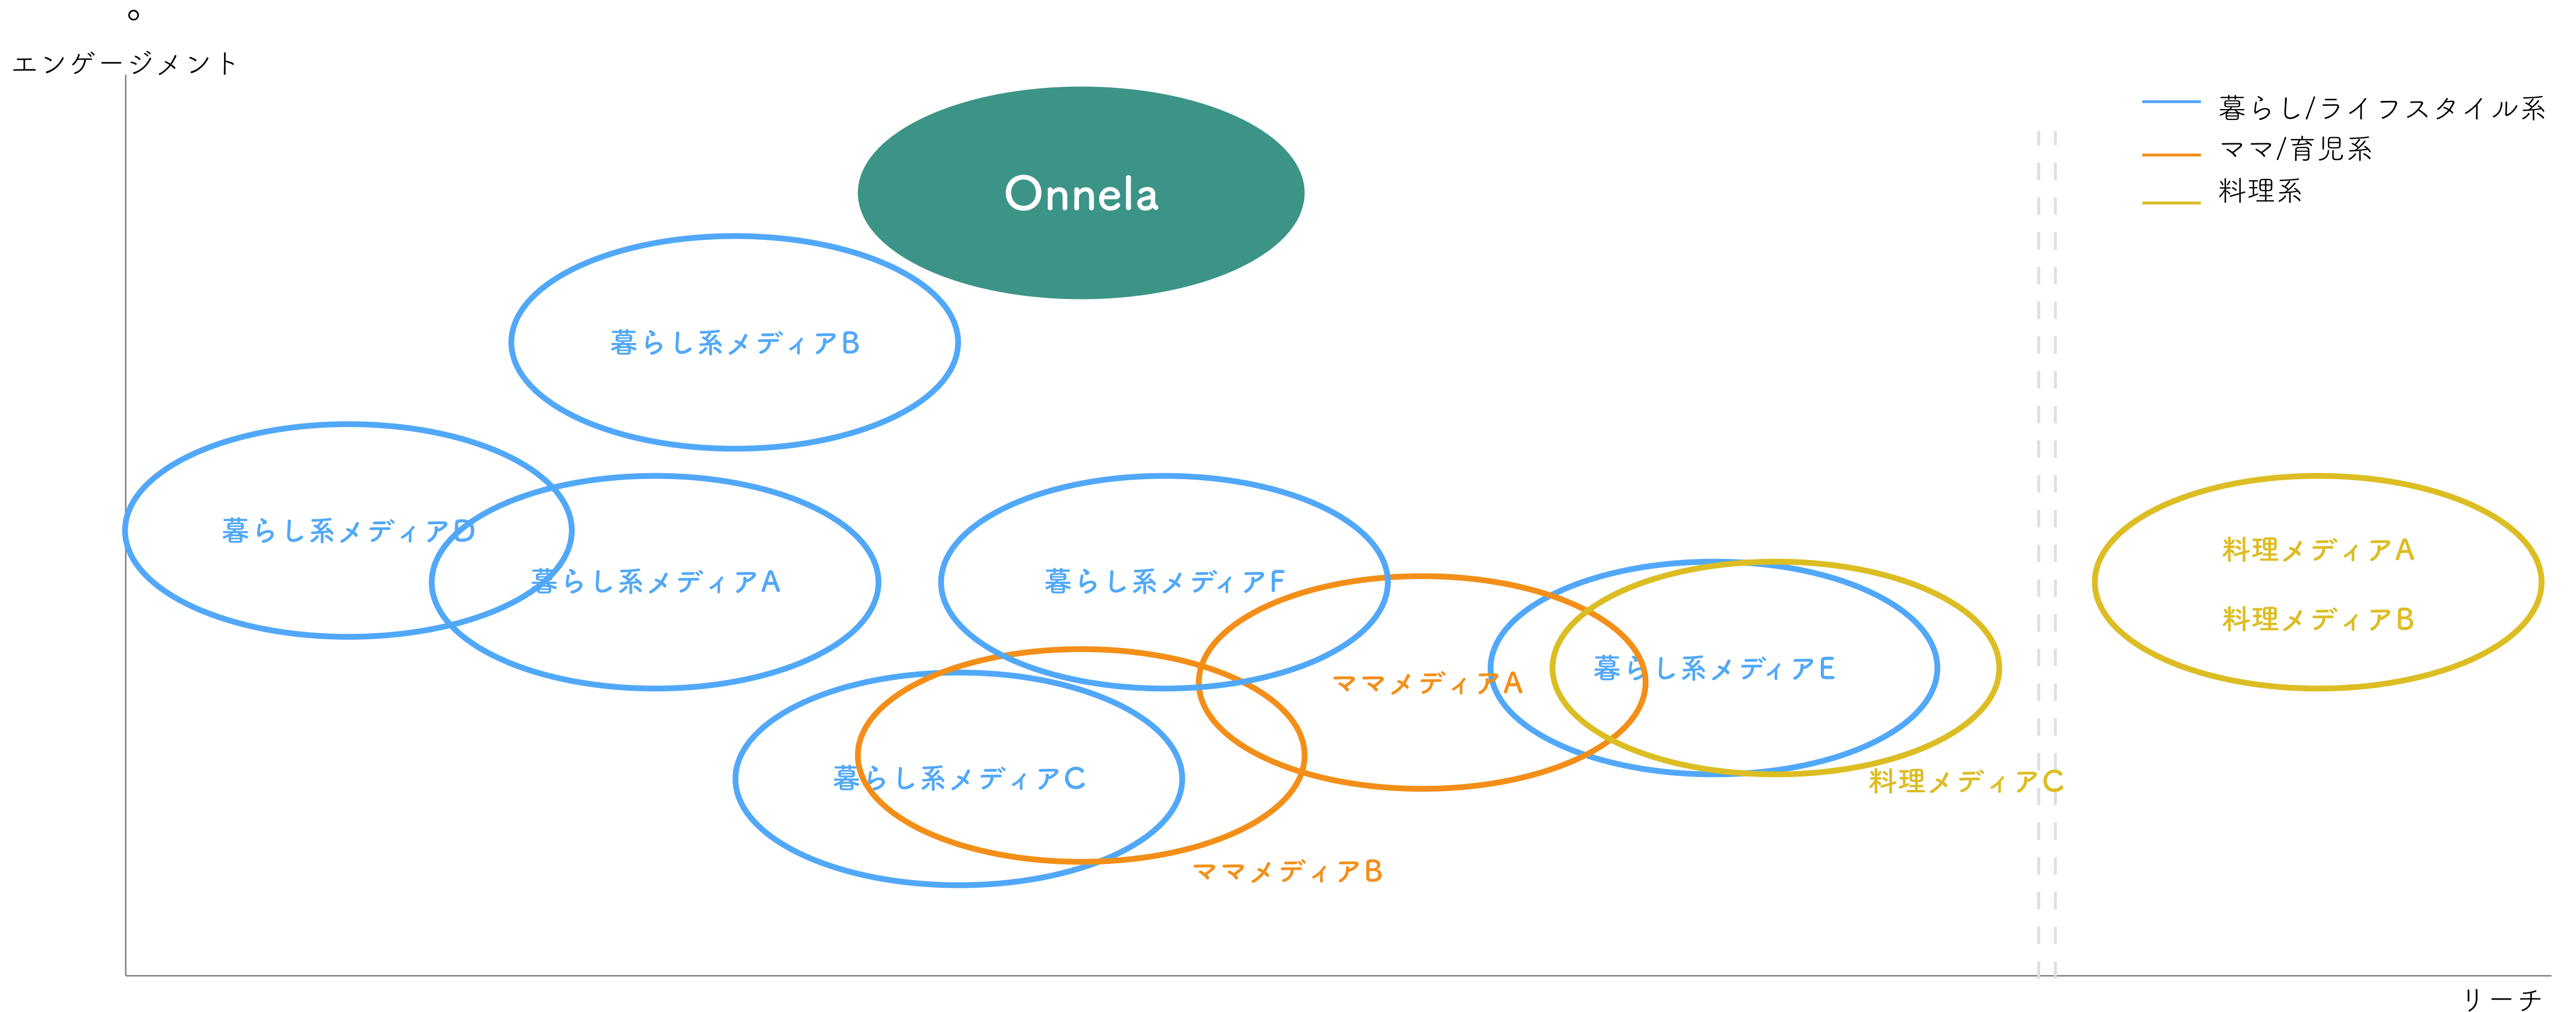 。
エンゲージメント
暮らし/ライフスタイル系
ママ/育児系
料理系
Onnela
暮らし系メディアB
暮らし系メディアD
暮らし系メディアA
暮らし系メディアF
料理メディアA
料理メディアB
ママメディアA
暮らし系メディアE
暮らし系メディアC
料理メディアC
ママメディアB
リーチ